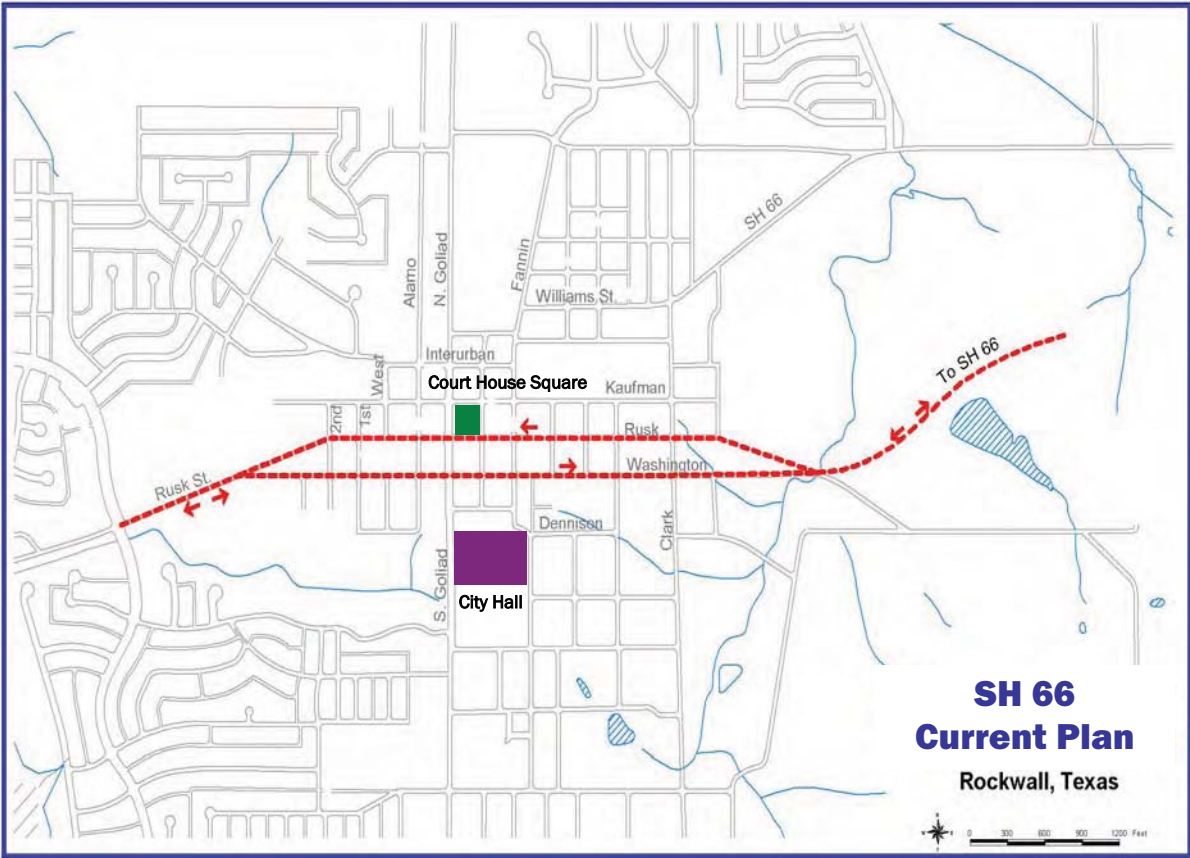 SH 66
Alamo
N. Goliad
Fannin
Williams St.
Interurban
West
Court House Square
Kaufman
To SH 66
2nd
1st
Rusk
Washington
Rusk St.
Dennison
Clark
S. Goliad
City Hall
SH 66
Current Plan
Rockwall, Texas
0 300 600 900 1200 Feet